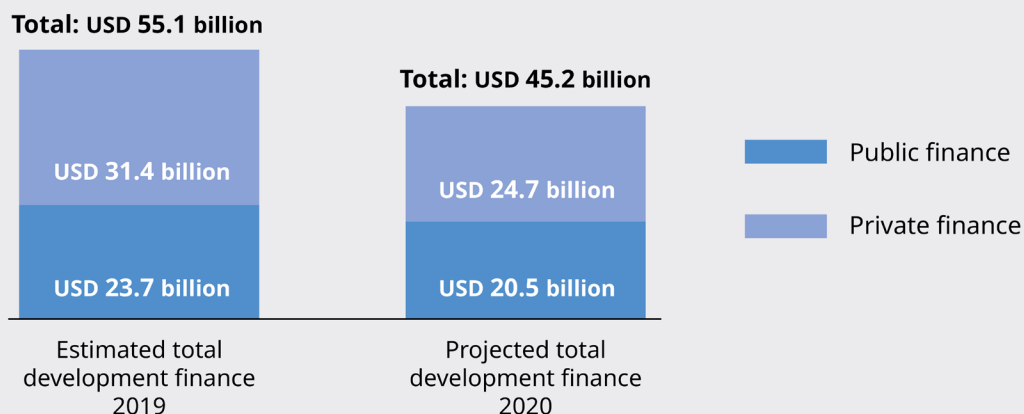 Total: USD 55.1 billion
Total: USD 45.2 billion
USD 31.4 billion
USD 24.7 billion
USD 23.7 billion
USD 20.5 billion
Public finance
Private finance
Estimated total
development finance
2019
Projected total
development finance
2020